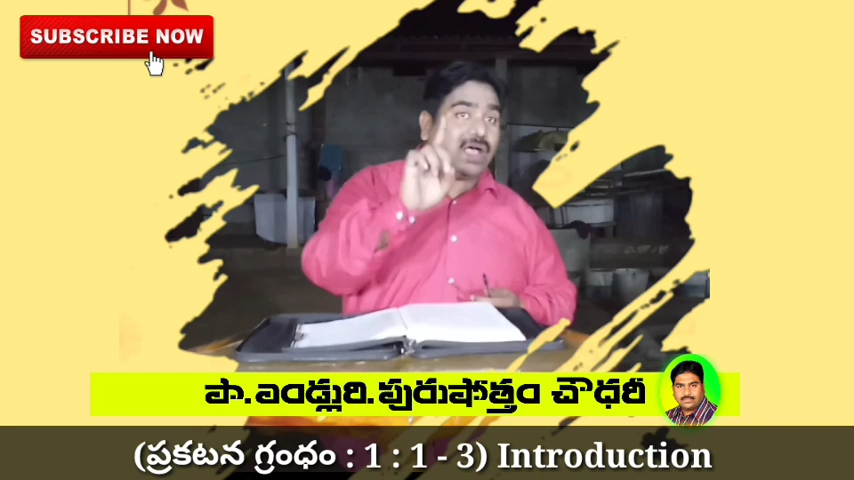 SUBSCRIBE NOW
పా. ఎండ్లురి. పురుషోత్తం చౌధరీ
(ప్రకటన గ్రంధం : 1 : 1 - 3) Introduction